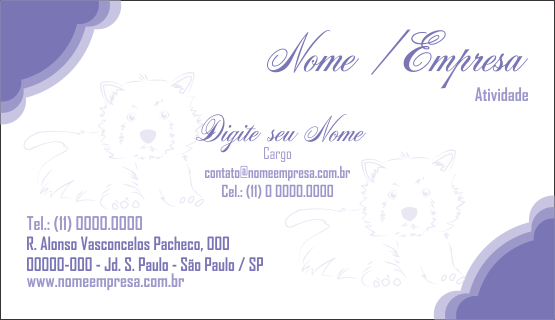 Nome / Empresa
Atividade
Digite seu Nome
Cargo
contato@nomeempresa.com.br
Cel.: (11) 0 0000.0000
Tel.: (11) 0000.0000
R. Alonso Vasconcelos Pacheco, 000
00000-000 - Jd. S. Paulo - São Paulo / SP
www.nomeempresa.com.br